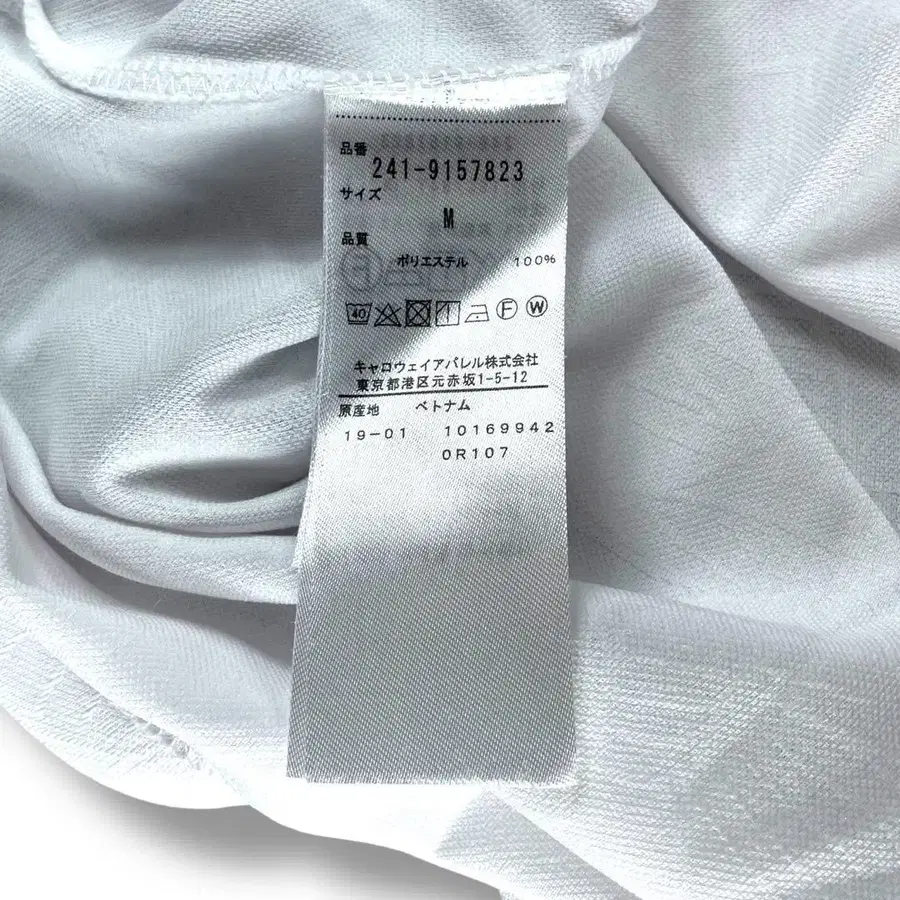 品番
241-9157823
サイズ
M
品質
ポリエステル 100%
40 F W
キャロウェイアパレル株式会社
東京都港区元赤坂1-5-12
原産地 ベトナム
19-01 10169942
0R107